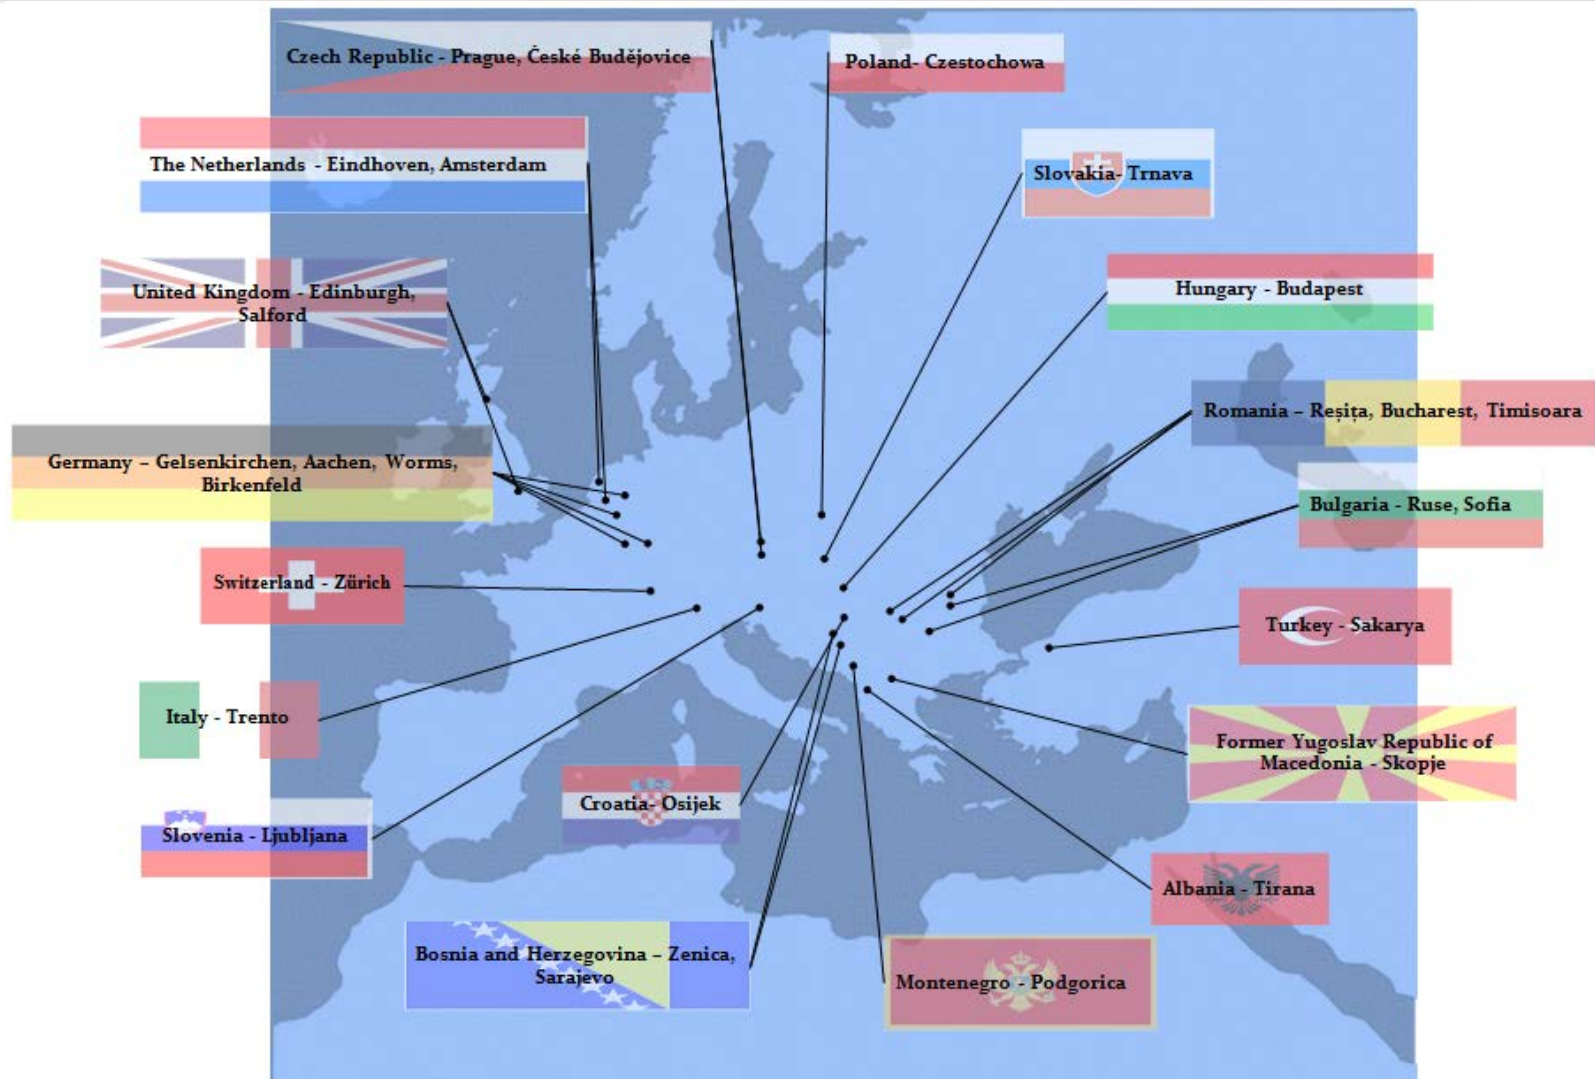 Czech Republic - Prague, České Budějovice
Poland- Czestochowa
The Netherlands - Eindhoven, Amsterdam
Slovakia- Trnava
United Kingdom - Edinburgh,
Salford
Hungary - Budapest
Romania – Reșița, Bucharest, Timisoara
Germany – Gelsenkirchen, Aachen, Worms,
Birkenfeld
Bulgaria - Ruse, Sofia
Switzerland - Zürich
Turkey - Sakarya
Italy - Trento
Former Yugoslav Republic of
Macedonia - Skopje
Croatia- Osijek
Slovenia - Ljubljana
Albania - Tirana
Bosnia and Herzegovina – Zenica,
Sarajevo
Montenegro - Podgorica